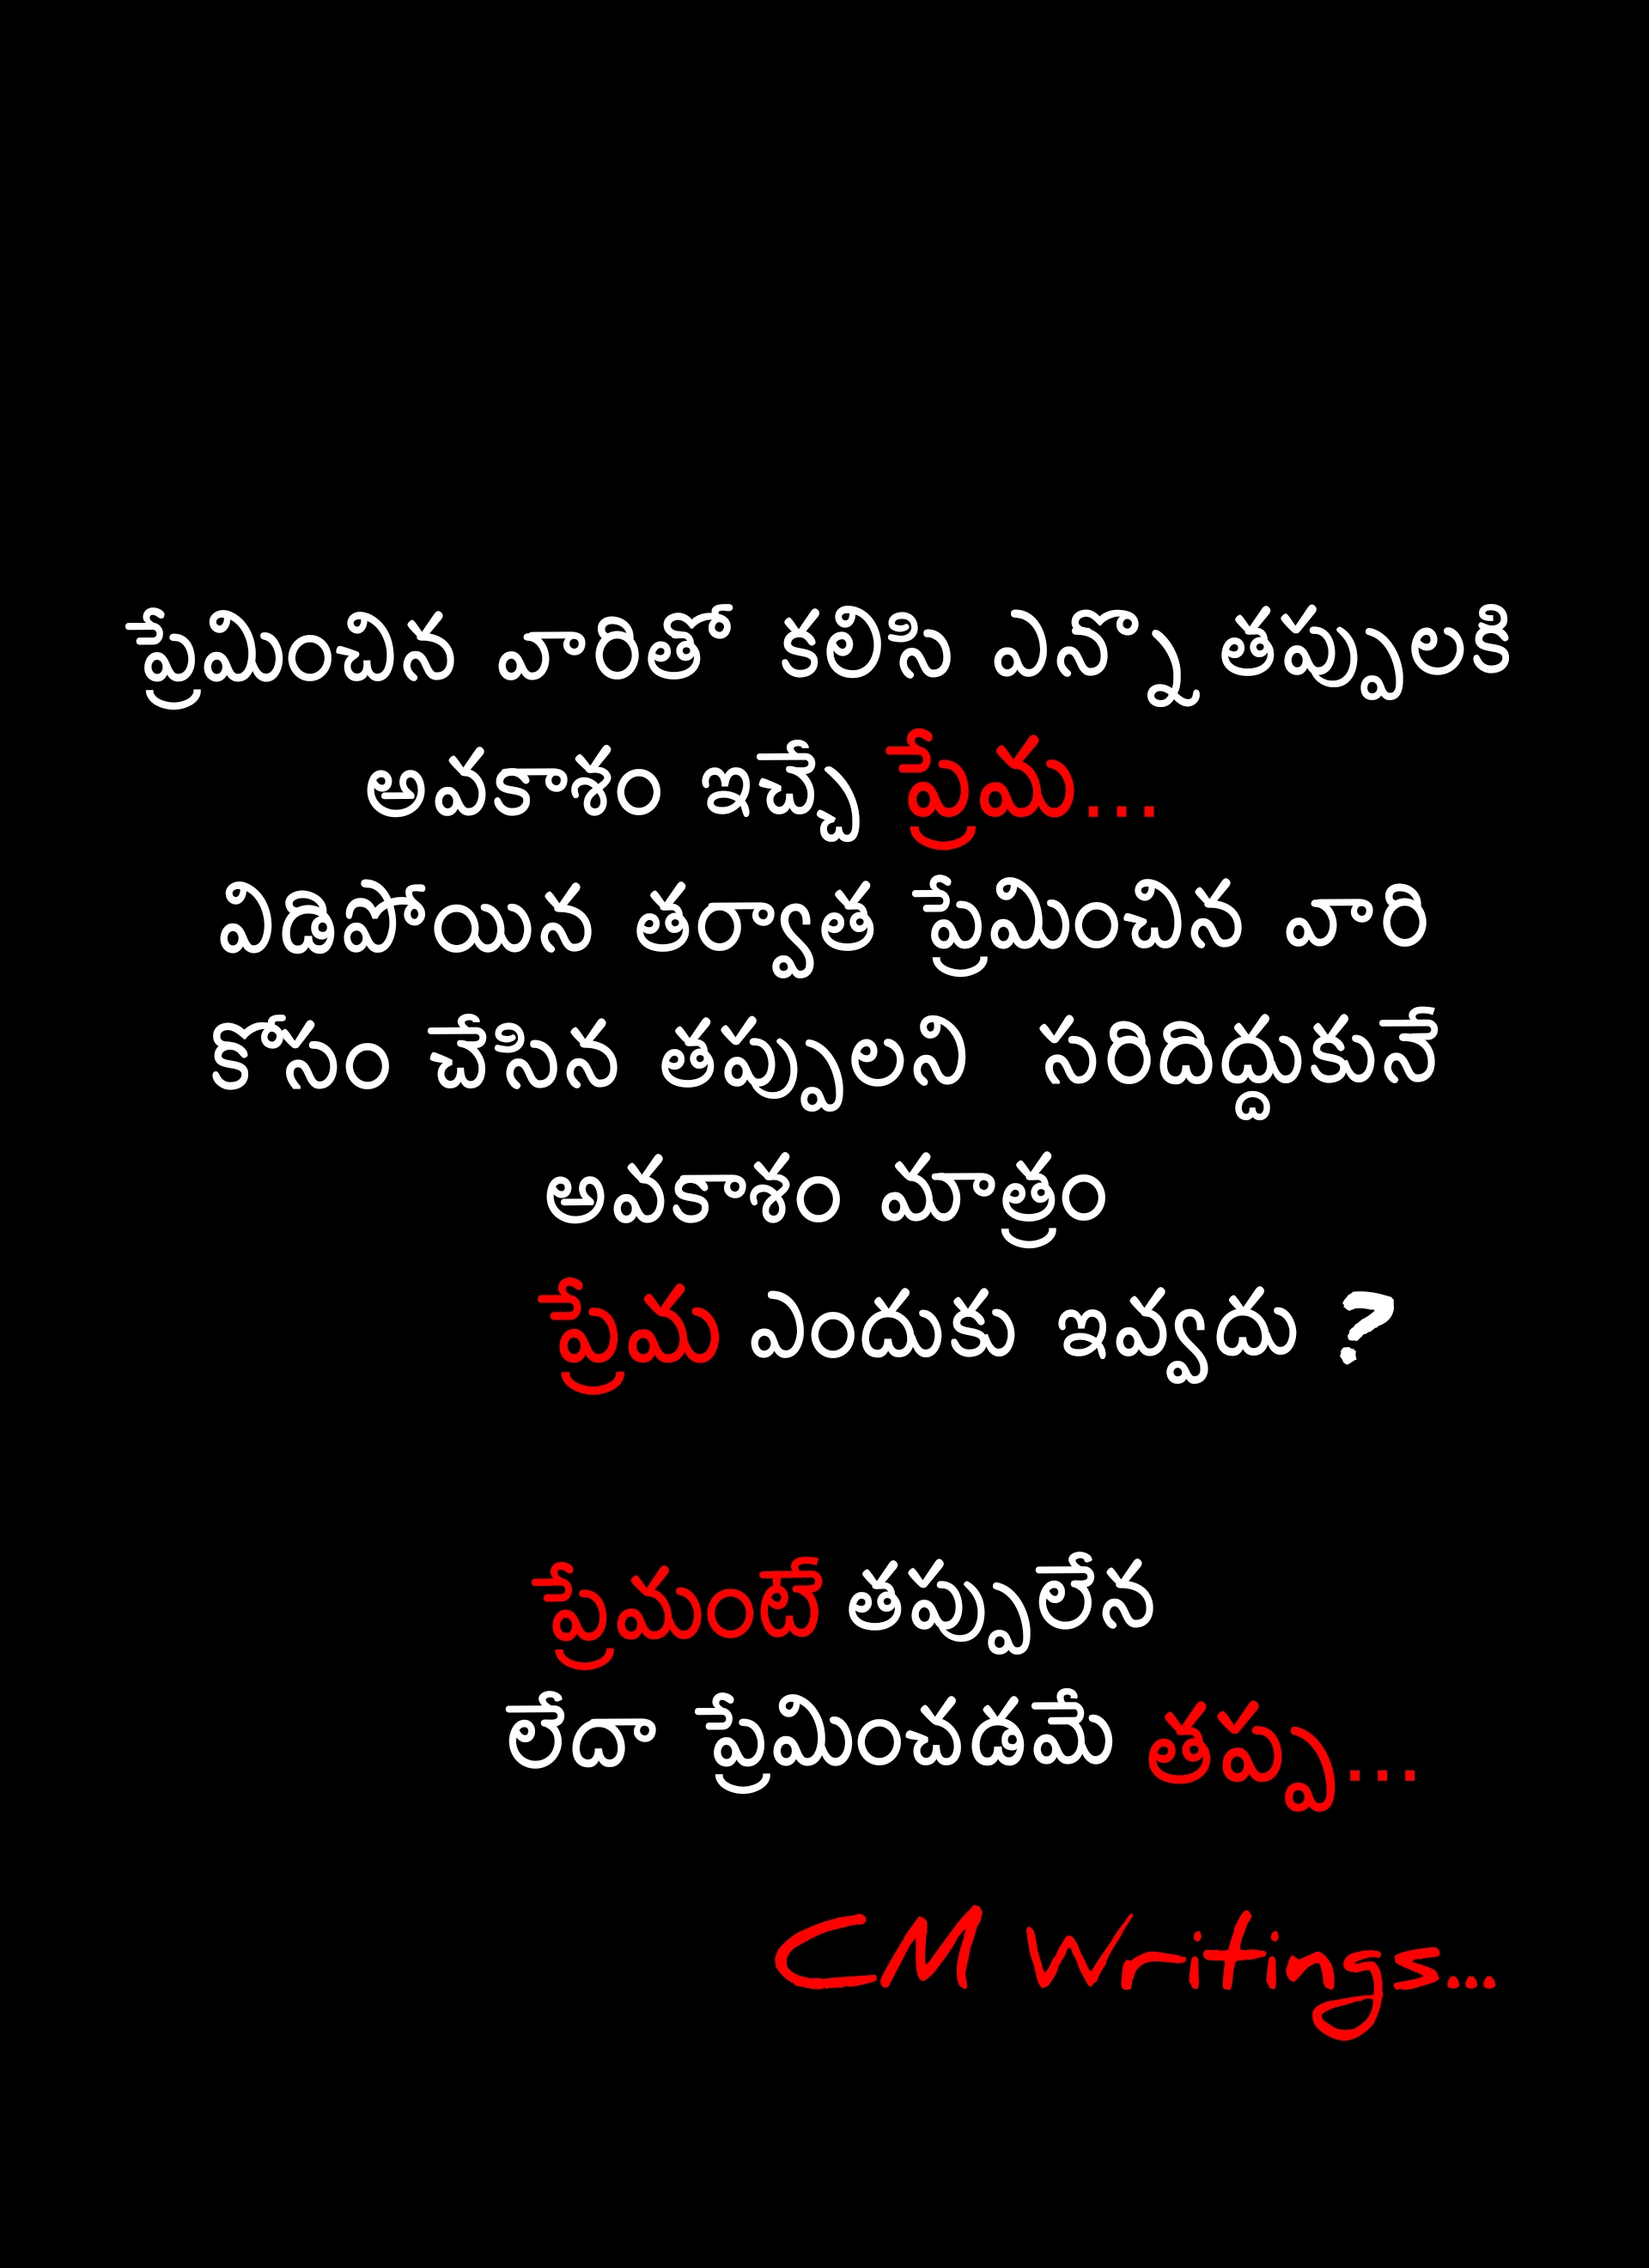 ప్రేమించిన వారితో కలిసి ఎన్నొ తప్పులకి
అవకాశం ఇచ్చే ప్రేమ...
విడిపోయిన తర్వాత ప్రేమించిన వారి
కోసం చేసిన తప్పులని సరిదిద్దుకునే
అవకాశం మాత్రం
ప్రేమ ఎందుకు ఇవ్వదు ?
ప్రేమంటే తప్పులేన
లేదా ప్రేమించడమే తప్ప...
CM Writings...